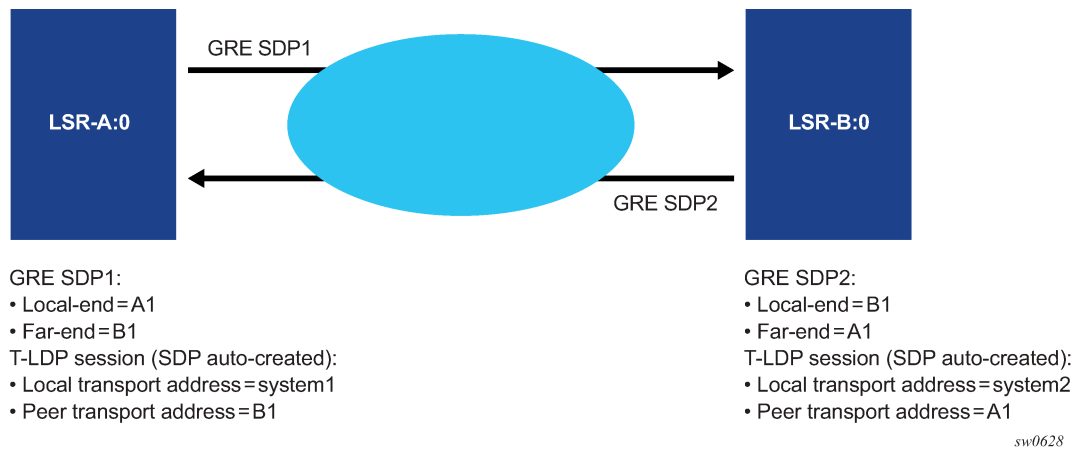 GRE SDP1
LSR-A:0
LSR-B:0
GRE SDP2
GRE SDP1:
• Local-end=A1
• Far-end=B1
T-LDP session (SDP auto-created):
• Local transport address=system1
• Peer transport address=B1
GRE SDP2:
• Local-end=B1
• Far-end=A1
T-LDP session (SDP auto-created):
• Local transport address=system2
• Peer transport address=A1
sw0628